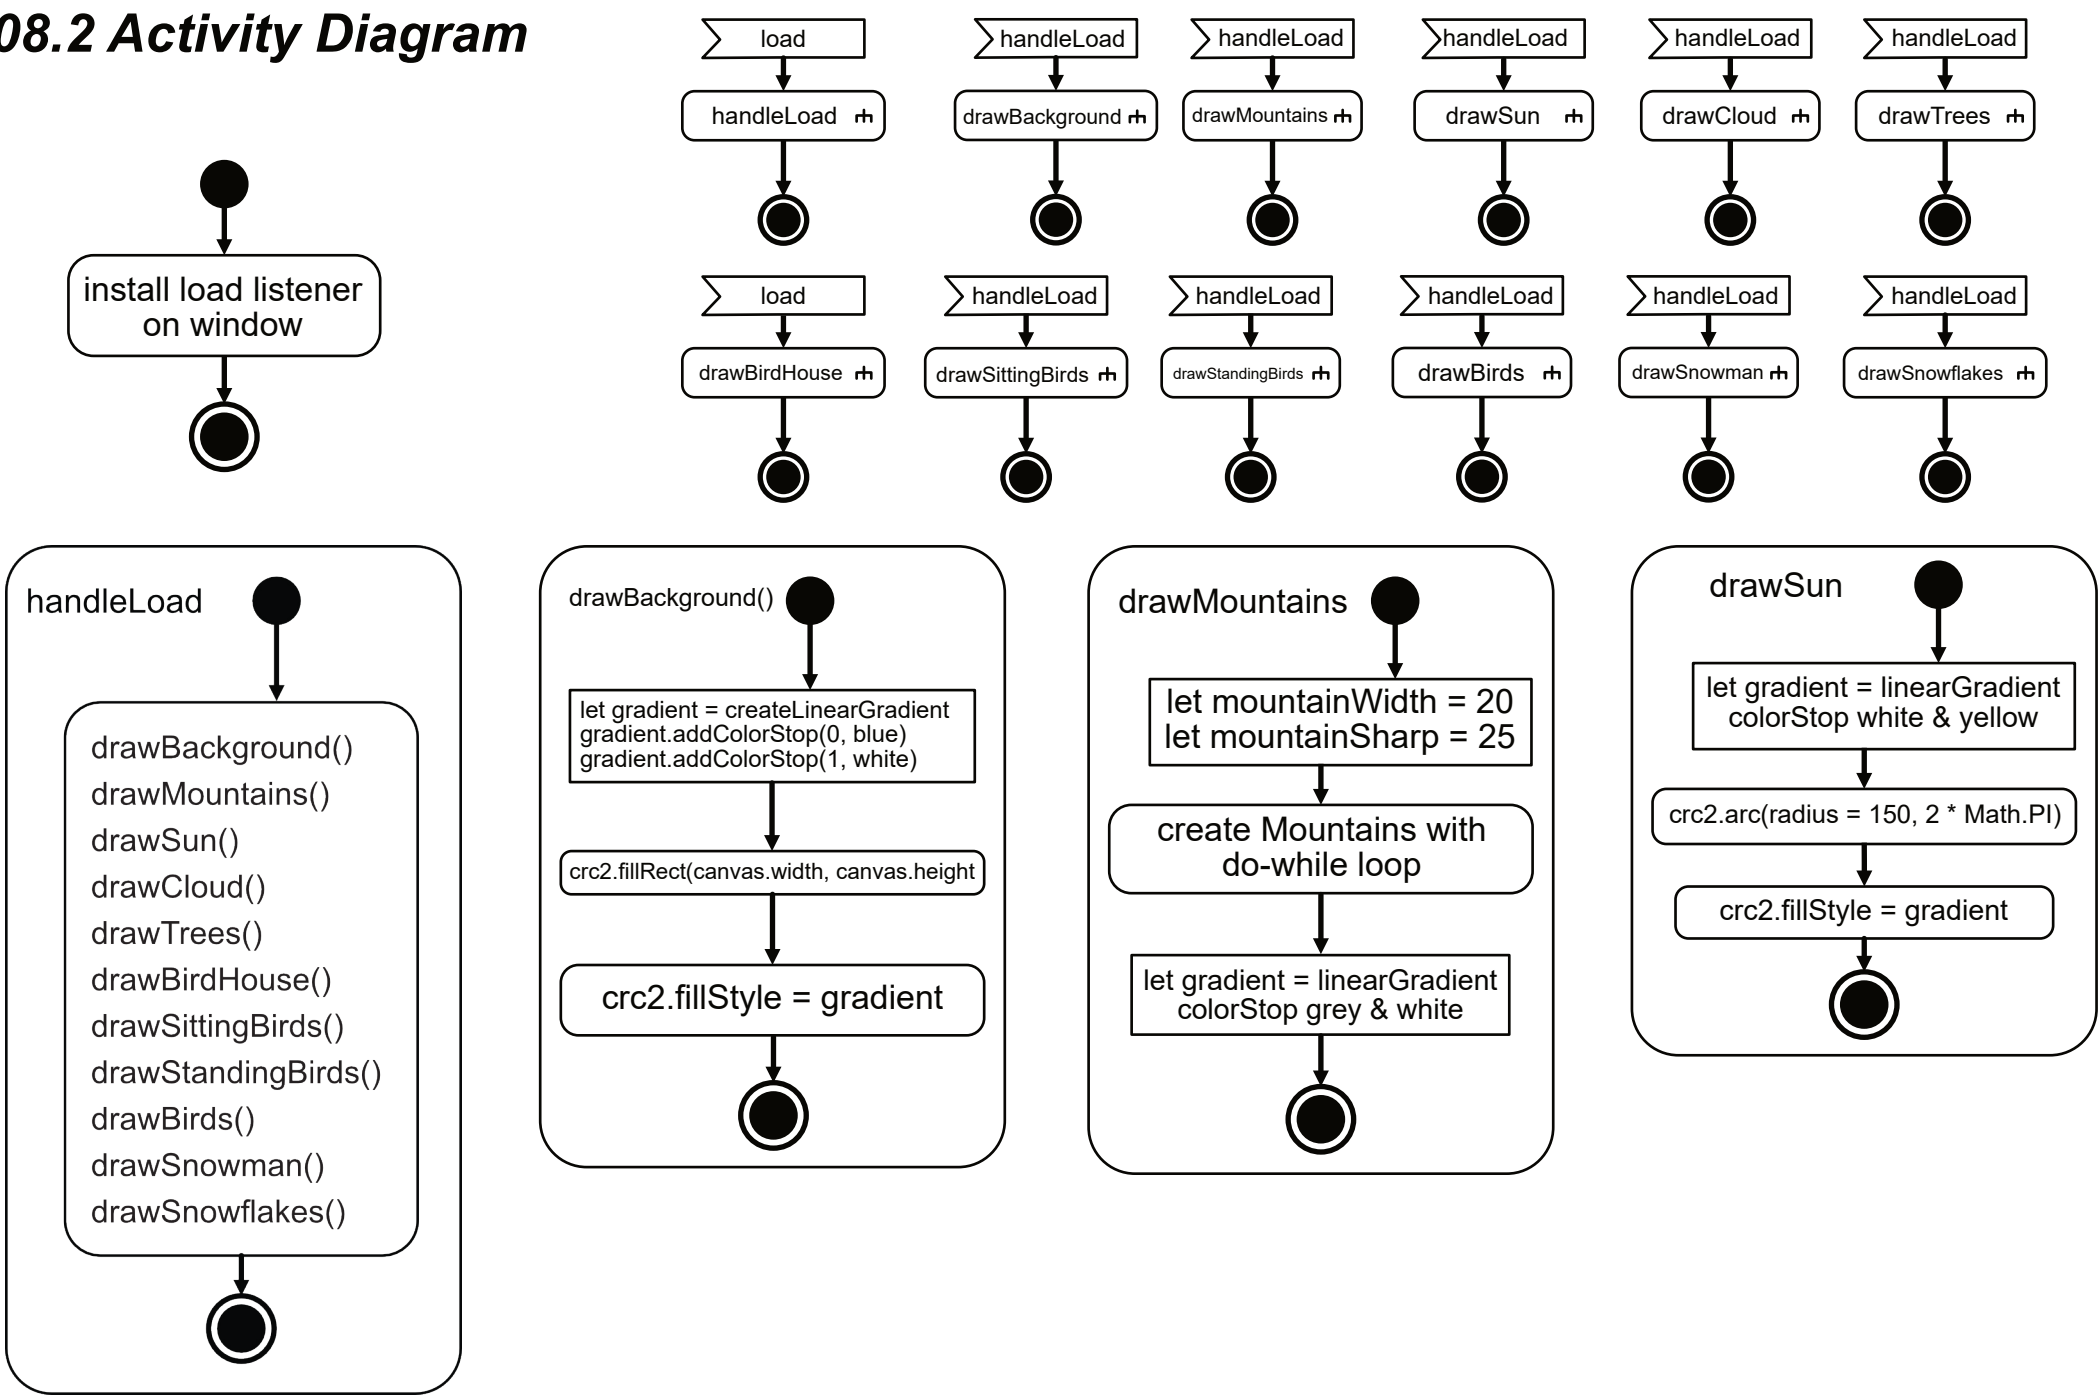 08.2 Activity Diagram
load
handleLoad
handleLoad
handleLoad
handleLoad
handleLoad
handleLoad
drawBackground
drawMountains
drawSun
drawCloud
drawTrees
install load listener
on window
load
handleLoad
handleLoad
handleLoad
handleLoad
handleLoad
drawBirdHouse
drawSittingBirds
drawStandingBirds
drawBirds
drawSnowman
drawSnowflakes
handleLoad
drawBackground()
drawMountains()
drawSun()
drawCloud()
drawTrees()
drawBirdHouse()
drawSittingBirds()
drawStandingBirds()
drawBirds()
drawSnowman()
drawSnowflakes()
drawBackground()
let gradient = createLinearGradient
gradient.addColorStop(0, blue)
gradient.addColorStop(1, white)
crc2.fillRect(canvas.width, canvas.height
crc2.fillStyle = gradient
drawMountains
let mountainWidth = 20
let mountainSharp = 25
create Mountains with
do-while loop
let gradient = linearGradient
colorStop grey & white
drawSun
let gradient = linearGradient
colorStop white & yellow
crc2.arc(radius = 150, 2 * Math.PI)
crc2.fillStyle = gradient